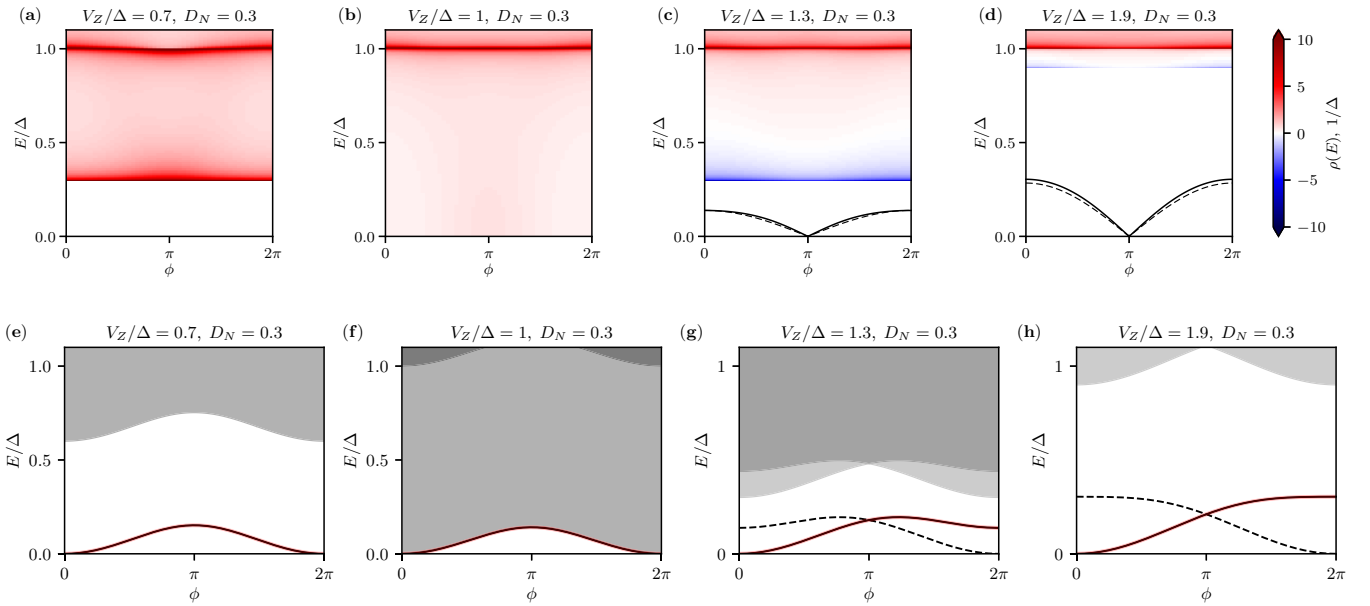 (a) V_Z/Δ = 0.7, D_N = 0.3
1.0
0.5
0.0
E/Δ
0
π
2π
ϕ
(b) V_Z/Δ = 1, D_N = 0.3
1.0
0.5
0.0
E/Δ
0
π
2π
ϕ
(c) V_Z/Δ = 1.3, D_N = 0.3
1.0
0.5
0.0
E/Δ
0
π
2π
ϕ
(d) V_Z/Δ = 1.9, D_N = 0.3
1.0
0.5
0.0
E/Δ
0
π
2π
ϕ
10
5
0
−5
−10
ρ(E), 1/Δ
(e) V_Z/Δ = 0.7, D_N = 0.3
1.0
0.5
0.0
E/Δ
0
π
2π
ϕ
(f) V_Z/Δ = 1, D_N = 0.3
1.0
0.5
0.0
E/Δ
0
π
2π
ϕ
(g) V_Z/Δ = 1.3, D_N = 0.3
1
0
E/Δ
0
π
2π
ϕ
(h) V_Z/Δ = 1.9, D_N = 0.3
1
0
E/Δ
0
π
2π
ϕ